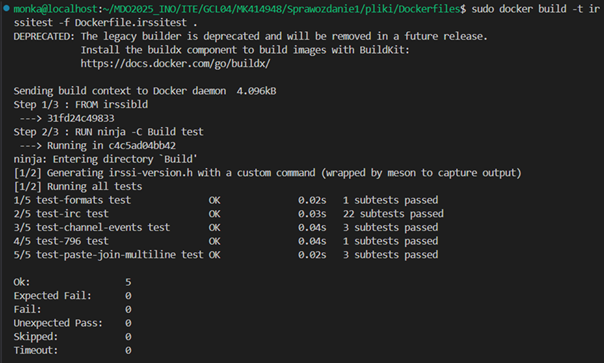 monka@localhost:~/MDO2025_INO/ITE/GCL04/MK414948/Sprawozdanie1/pliki/Dockerfiles$ sudo docker build -t ir
ssitest -f Dockerfile.irssitest .
DEPRECATED: The legacy builder is deprecated and will be removed in a future release.
            Install the buildx component to build images with BuildKit:
            https://docs.docker.com/go/buildx/

Sending build context to Docker daemon  4.096kB
Step 1/3 : FROM irssibld
 ---> 31fd24c49833
Step 2/3 : RUN ninja -C Build test
 ---> Running in c4c5ad04bb42
ninja: Entering directory `Build'
[1/2] Generating irssi-version.h with a custom command (wrapped by meson to capture output)
[1/2] Running all tests
1/5 test-formats test              OK              0.02s   1 subtests passed
2/5 test-irc test                  OK              0.03s   22 subtests passed
3/5 test-channel-events test       OK              0.04s   3 subtests passed
4/5 test-796 test                  OK              0.04s   1 subtests passed
5/5 test-paste-join-multiline test OK              0.02s   3 subtests passed

Ok:                 5
Expected Fail:      0
Fail:               0
Unexpected Pass:    0
Skipped:            0
Timeout:            0